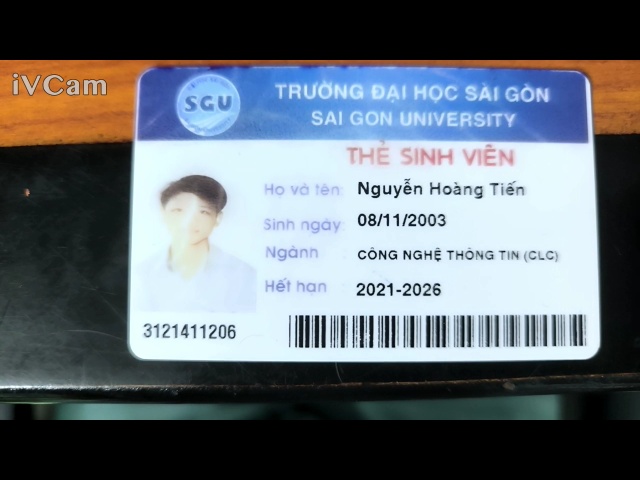 iVCam
SGU
TRƯỜNG ĐẠI HỌC SÀI GÒN
SAI GON UNIVERSITY
THẺ SINH VIÊN
Họ và tên: Nguyễn Hoàng Tiến
Sinh ngày: 08/11/2003
Ngành CÔNG NGHỆ THÔNG TIN (CLC)
Hết hạn 2021-2026
3121411206